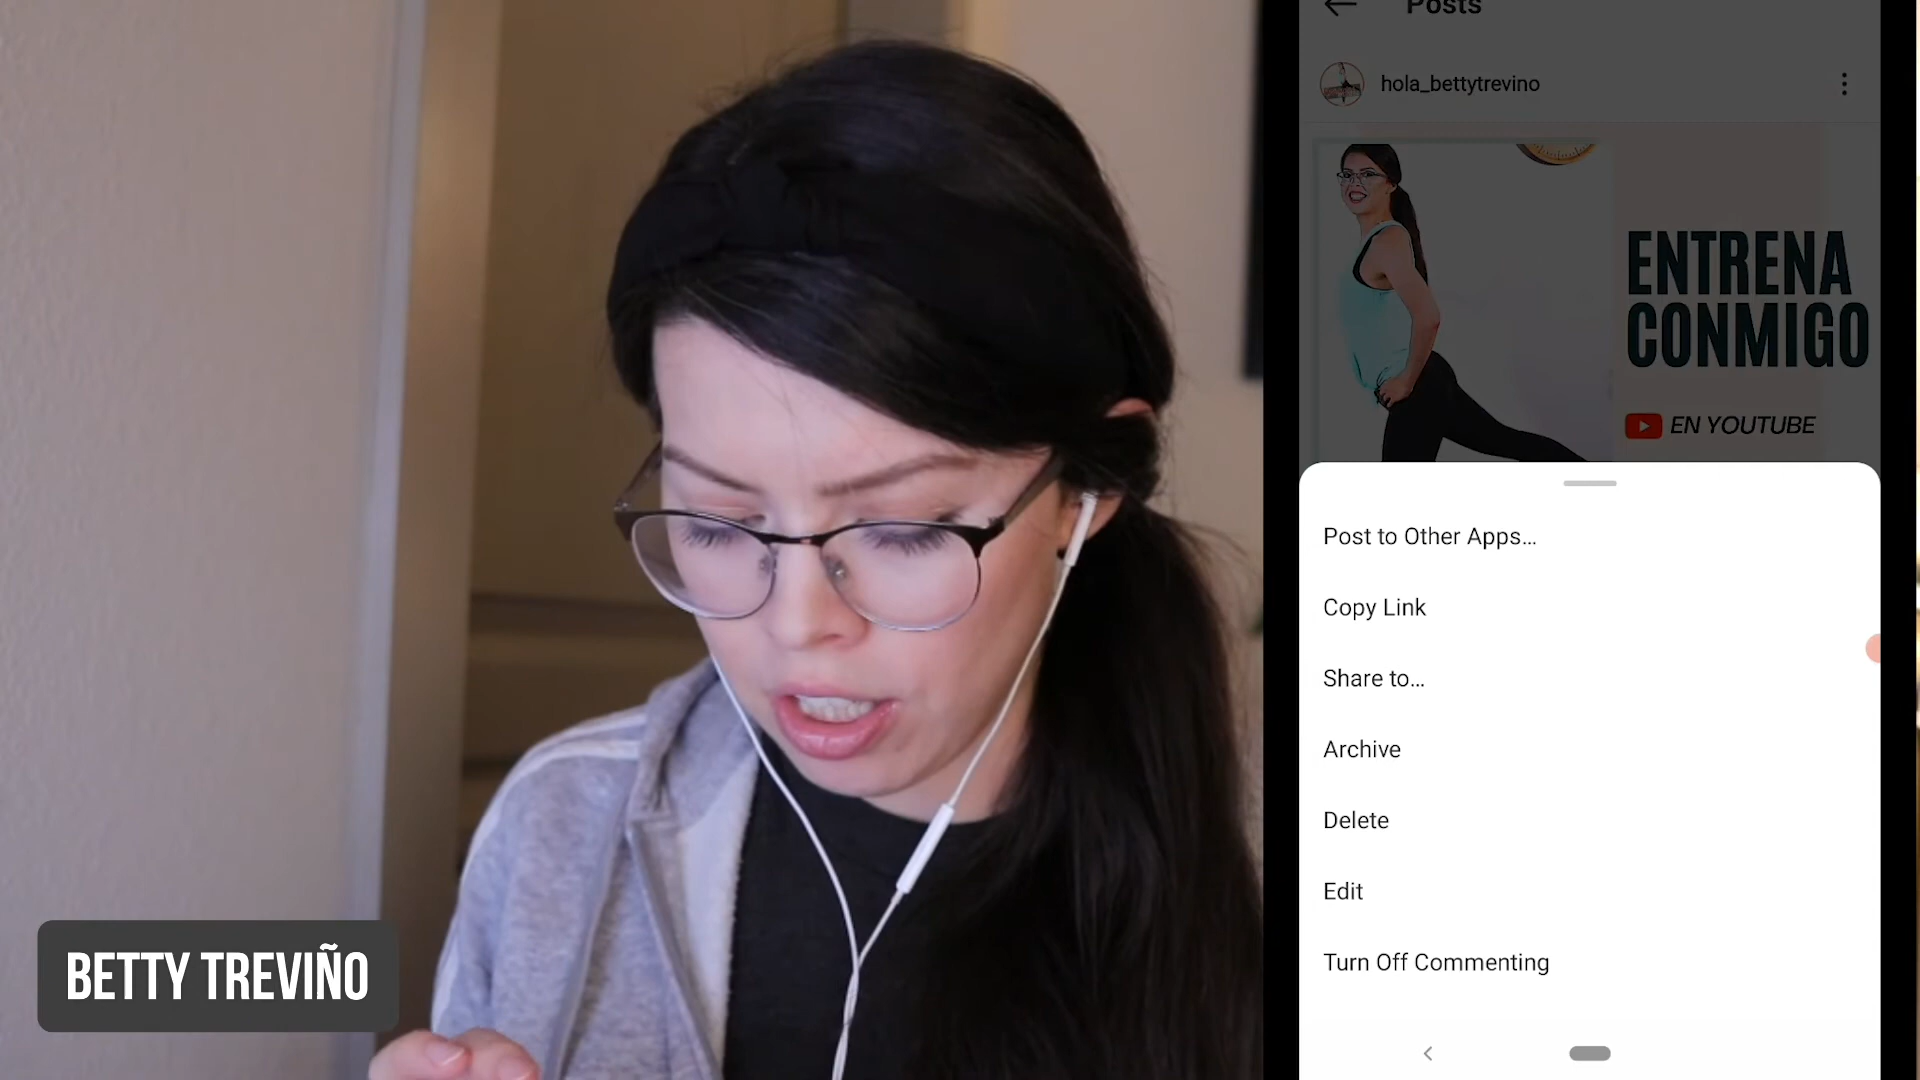 Posts
hola_bettytrevino
ENTRENA
CONMIGO
EN YOUTUBE
Post to Other Apps...
Copy Link
Share to...
Archive
Delete
Edit
Turn Off Commenting
BETTY TREVIÑO